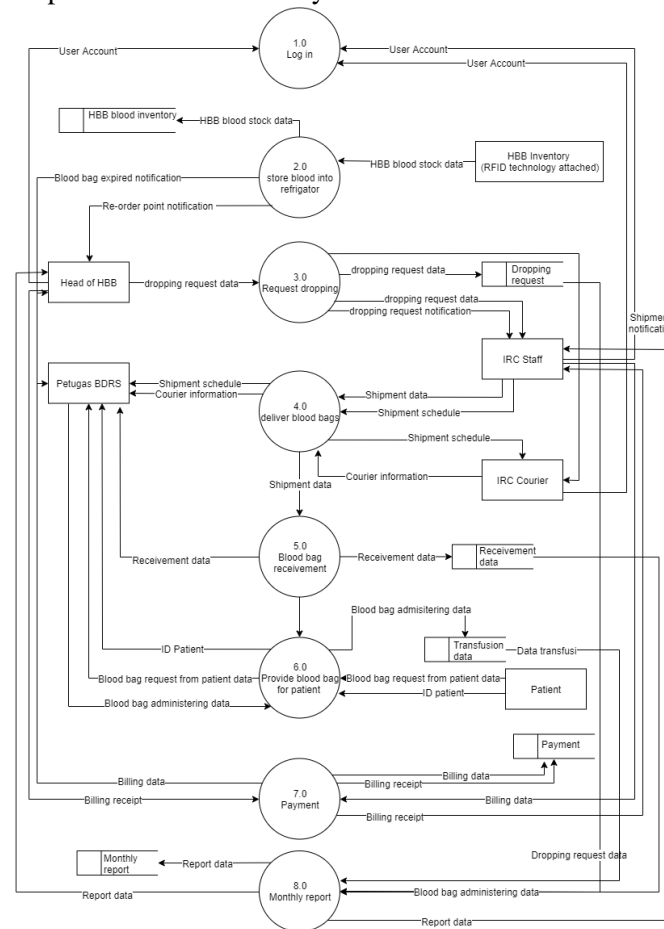 1.0
Log in
User Account
User Account
User Account
HBB blood inventory
HBB blood stock data
2.0
store blood into
refrigator
HBB blood stock data
HBB Inventory
(RFID technology attached)
Blood bag expired notification
Re-order point notification
Head of HBB
dropping request data
3.0
Request dropping
dropping request data
Dropping
request
dropping request data
dropping request notification
Shipment
IRC Staff
Petugas BDRS
Shipment schedule
Courier information
4.0
deliver blood bags
Shipment data
Shipment schedule
Shipment schedule
Courier information
IRC Courier
Shipment data
5.0
Blood bag
receivement
Receivement data
Receivement data
Receivement
data
Blood bag admisitering data
ID Patient
6.0
Provide blood bag
for patient
Transfusion
data
Data transfusi
Blood bag request from patient data
Blood bag request from patient data
ID patient
Patient
Blood bag administering data
Payment
Billing data
7.0
Payment
Billing data
Billing receipt
Billing receipt
Billing data
Billing receipt
Monthly
report
Report data
8.0
Monthly report
Dropping request data
Report data
Blood bag administering data
Report data